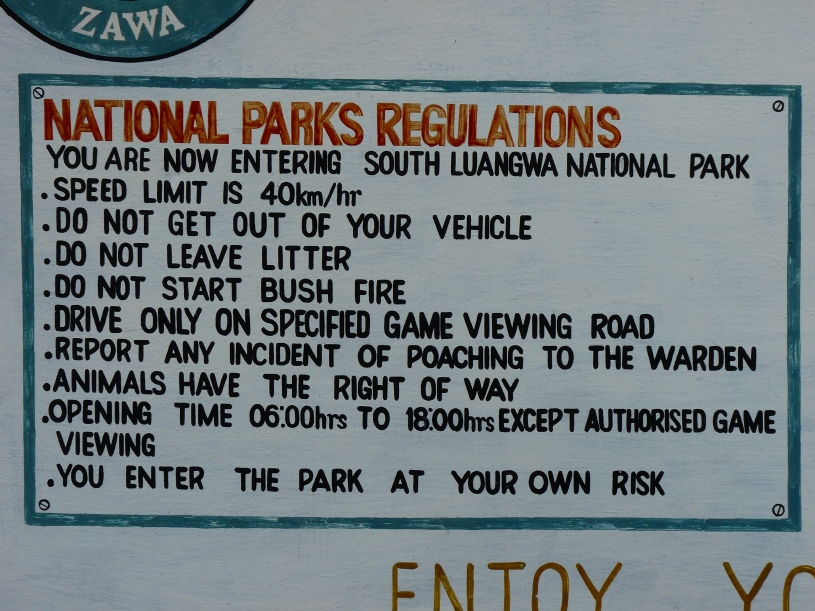 ZAWA
NATIONAL PARKS REGULATIONS
YOU ARE NOW ENTERING SOUTH LUANGWA NATIONAL PARK
.SPEED LIMIT IS 40km/hr
.DO NOT GET OUT OF YOUR VEHICLE
.DO NOT LEAVE LITTER
.DO NOT START BUSH FIRE
.DRIVE ONLY ON SPECIFIED GAME VIEWING ROAD
.REPORT ANY INCIDENT OF POACHING TO THE WARDEN
.ANIMALS HAVE THE RIGHT OF WAY
.OPENING TIME 06:00hrs TO 18:00hrs EXCEPT AUTHORISED GAME
VIEWING
.YOU ENTER THE PARK AT YOUR OWN RISK
ENJOY